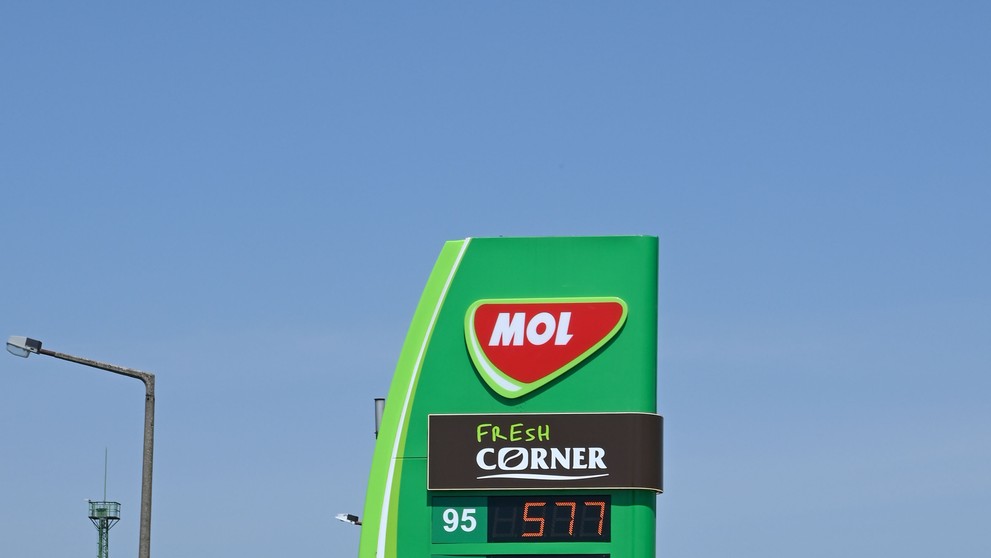 MOL
FRESH
CORNER
95 577